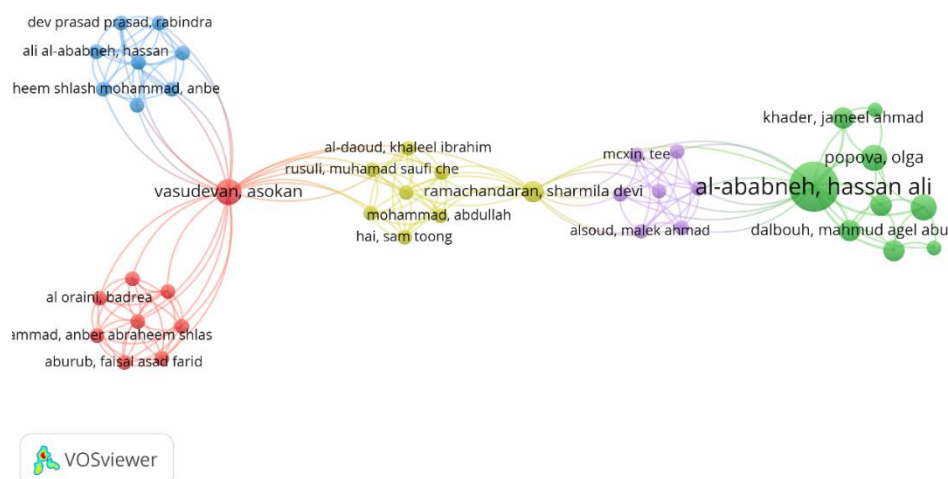 dev prasad prasad, rabindra
ali al-ababneh, hassan
heem shlash mohammad, anbe
vasudevan, asokan
al oraini, badrea
ammad, anber abraheem shlas
aburub, faisal asad farid
al-daoud, khaleel ibrahim
rusuli, muhamad saufi che
ramachandran, sharmila devi
mohammad, abdullah
hai, sam toong
mcxin, tee
alsoud, malek ahmad
khader, jameel ahmad
popova, olga
al-ababneh, hassan ali
dalbouh, mahmud agel abu
VOSviewer